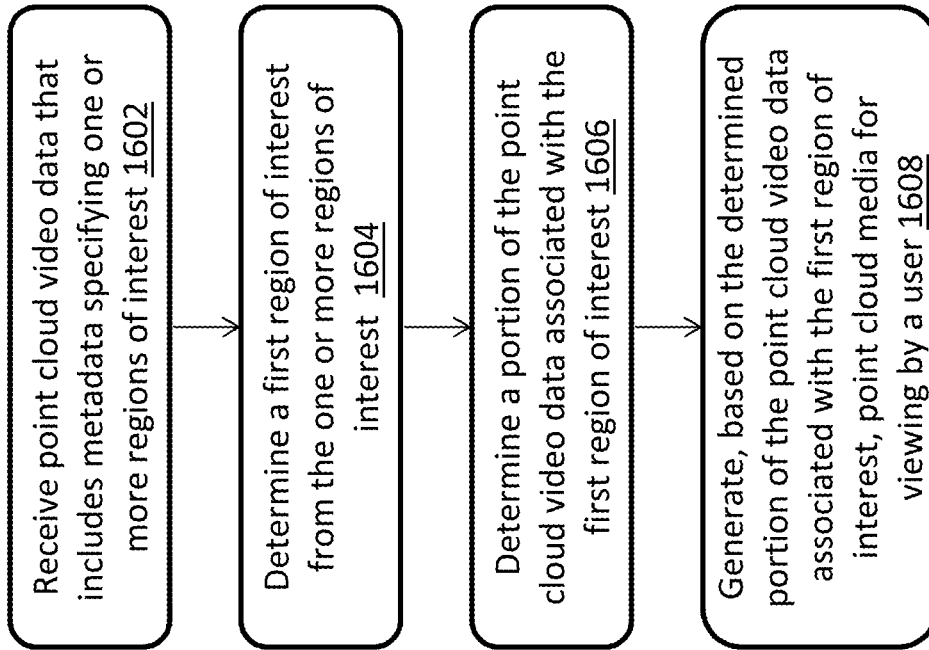 Receive point cloud video data that
includes metadata specifying one or
more regions of interest 1602
Determine a first region of interest
from the one or more regions of
interest 1604
Determine a portion of the point
cloud video data associated with the
first region of interest 1606
Generate, based on the determined
portion of the point cloud video data
associated with the first region of
interest, point cloud media for
viewing by a user 1608